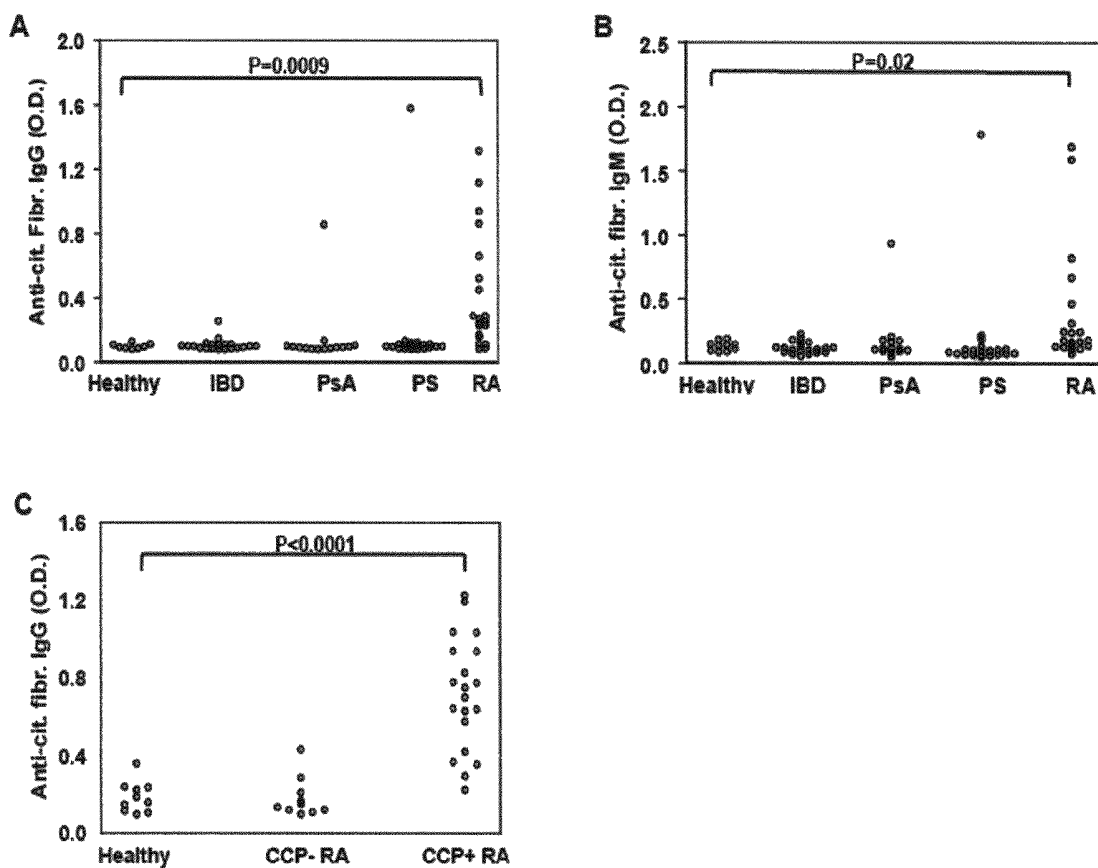 A
Anti-cit. Fibr. IgG (O.D.)
2.0
1.6
1.2
0.8
0.4
0.0
P=0.0009
Healthy IBD PsA PS RA
B
Anti-cit. fibr. IgM (O.D.)
2.5
2.0
1.5
1.0
0.5
0.0
P=0.02
Healthy IBD PsA PS RA
C
Anti-cit. fibr. IgG (O.D.)
1.6
1.2
0.8
0.4
0.0
P<0.0001
Healthy CCP- RA CCP+ RA